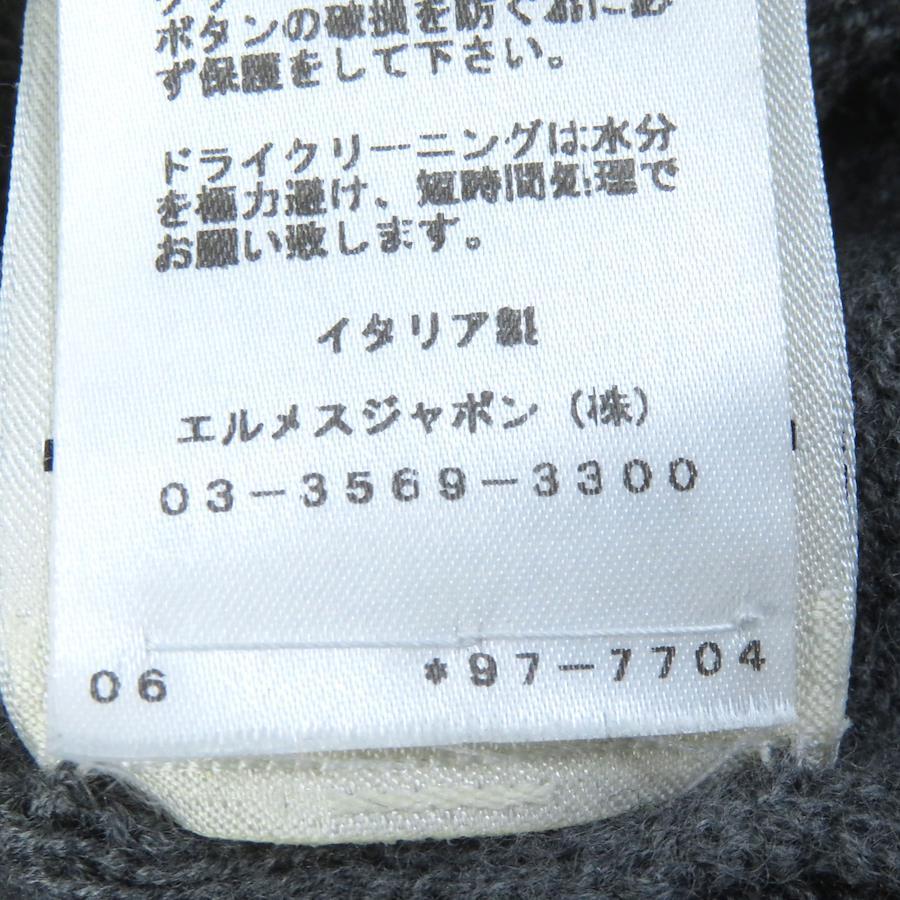 ボタンの破損を防ぐ為に必
ず保護をして下さい。
ドライクリーニングは水分
を極力避け、短時間処理で
お願い致します。
イタリア製
エルメスジャポン（株）
03-3569-3300
06 *97-7704